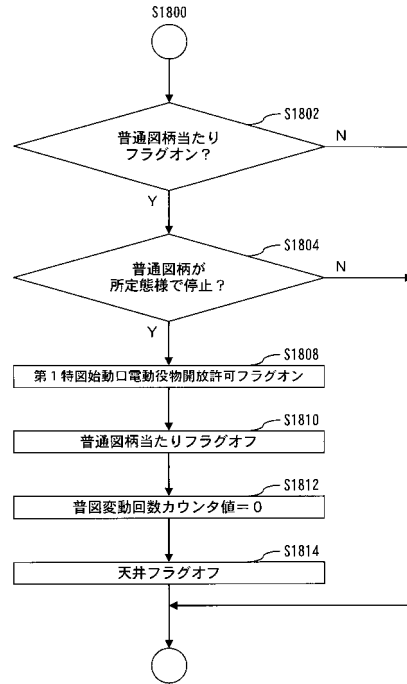 S1800
S1802
普通図柄当たり
フラグオン？
N
Y
S1804
普通図柄が
所定態様で停止？
N
Y
S1808
第１特図始動口電動役物開放許可フラグオン
S1810
普通図柄当たりフラグオフ
S1812
普図変動回数カウンタ値＝０
S1814
天井フラグオフ